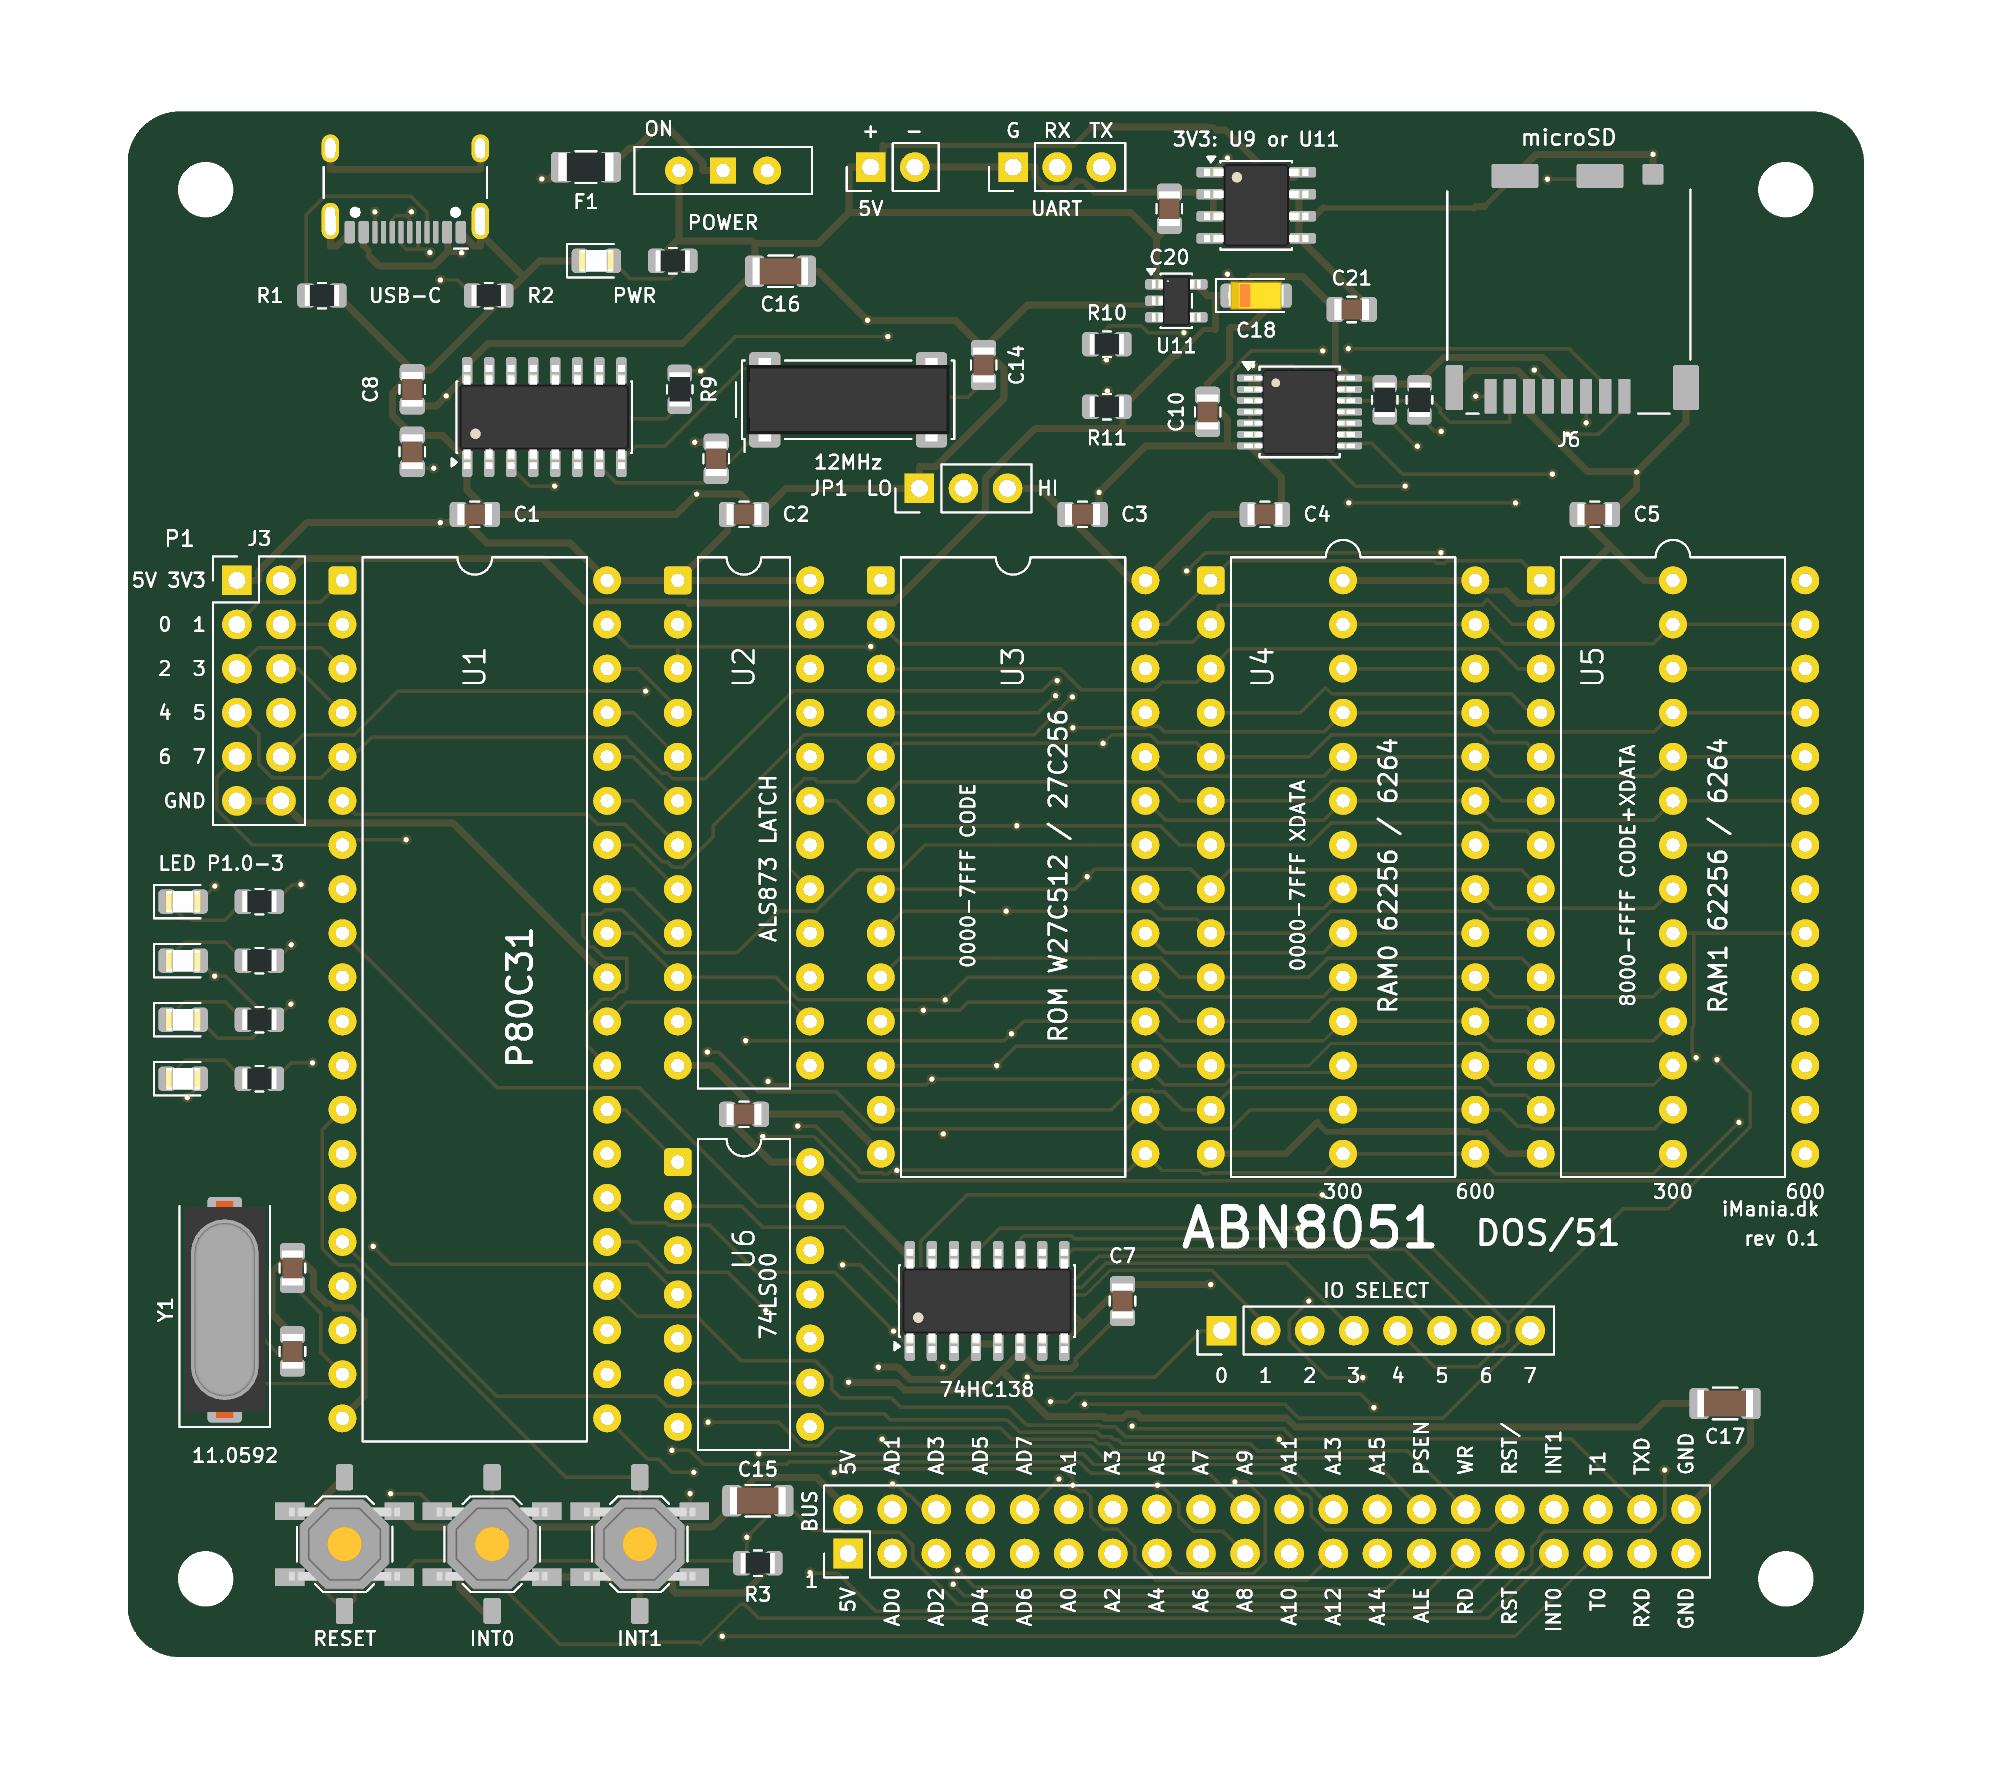 ON
+ -
G RX TX
3V3: U9 or U11
microSD
F1
5V
UART
POWER
C20
R1
USB-C
R2
PWR
C16
C21
R10
C18
U11
C14
C8
R9
C10
R11
J6
12MHz
JP1 LO
HI
C1
C2
C3
C4
C5
P1
J3
5V 3V3
0 1
2 3
4 5
6 7
GND
U1
P80C31
U2
ALS873 LATCH
U3
0000-7FFF CODE
ROM W27C512 / 27C256
U4
0000-7FFF XDATA
RAM0 62256 / 6264
U5
8000-FFFF CODE+XDATA
RAM1 62256 / 6264
LED P1.0-3
300
600
300
600
iMania.dk
ABN8051
DOS/51
rev 0.1
U6
74LS00
C7
IO SELECT
Y1
0 1 2 3 4 5 6 7
74HC138
11.0592
C17
C15
BUS
5V AD1 AD3 AD5 AD7 A1 A3 A5 A7 A9 A11 A13 A15 PSEN WR RST/ INT1 T1 TXD GND
R3
1
5V AD0 AD2 AD4 AD6 A0 A2 A4 A6 A8 A10 A12 A14 ALE RD RST INT0 T0 RXD GND
RESET
INT0
INT1